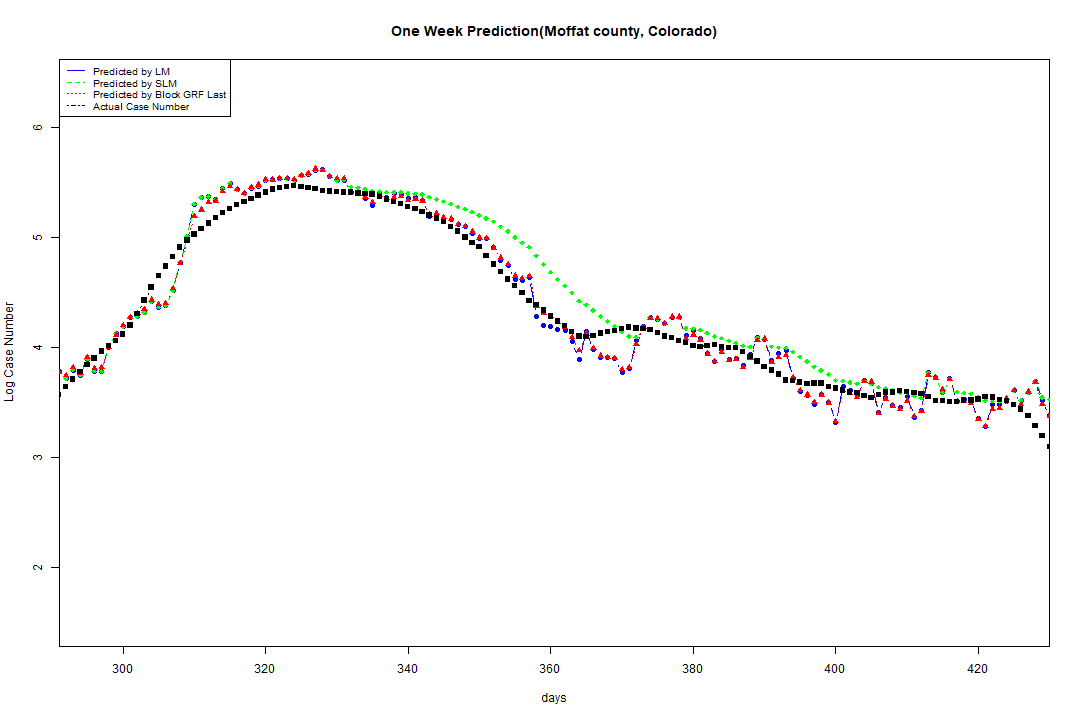 One Week Prediction(Moffat county, Colorado)
Predicted by LM
Predicted by SLM
Predicted by Block GRF Last
Actual Case Number
Log Case Number
6
5
4
3
2
300 320 340 360 380 400 420
days